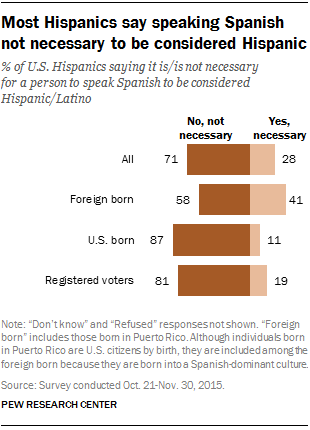 Most Hispanics say speaking Spanish
not necessary to be considered Hispanic
% of U.S. Hispanics saying it is/is not necessary
for a person to speak Spanish to be considered
Hispanic/Latino
No, not necessary Yes, necessary
All 71 28
Foreign born 58 41
U.S. born 87 11
Registered voters 81 19
Note: “Don’t know” and “Refused” responses not shown. “Foreign
born” includes those born in Puerto Rico. Although individuals born
in Puerto Rico are U.S. citizens by birth, they are included among the
foreign born because they are born into a Spanish-dominant culture.
Source: Survey conducted Oct. 21-Nov. 30, 2015.
PEW RESEARCH CENTER